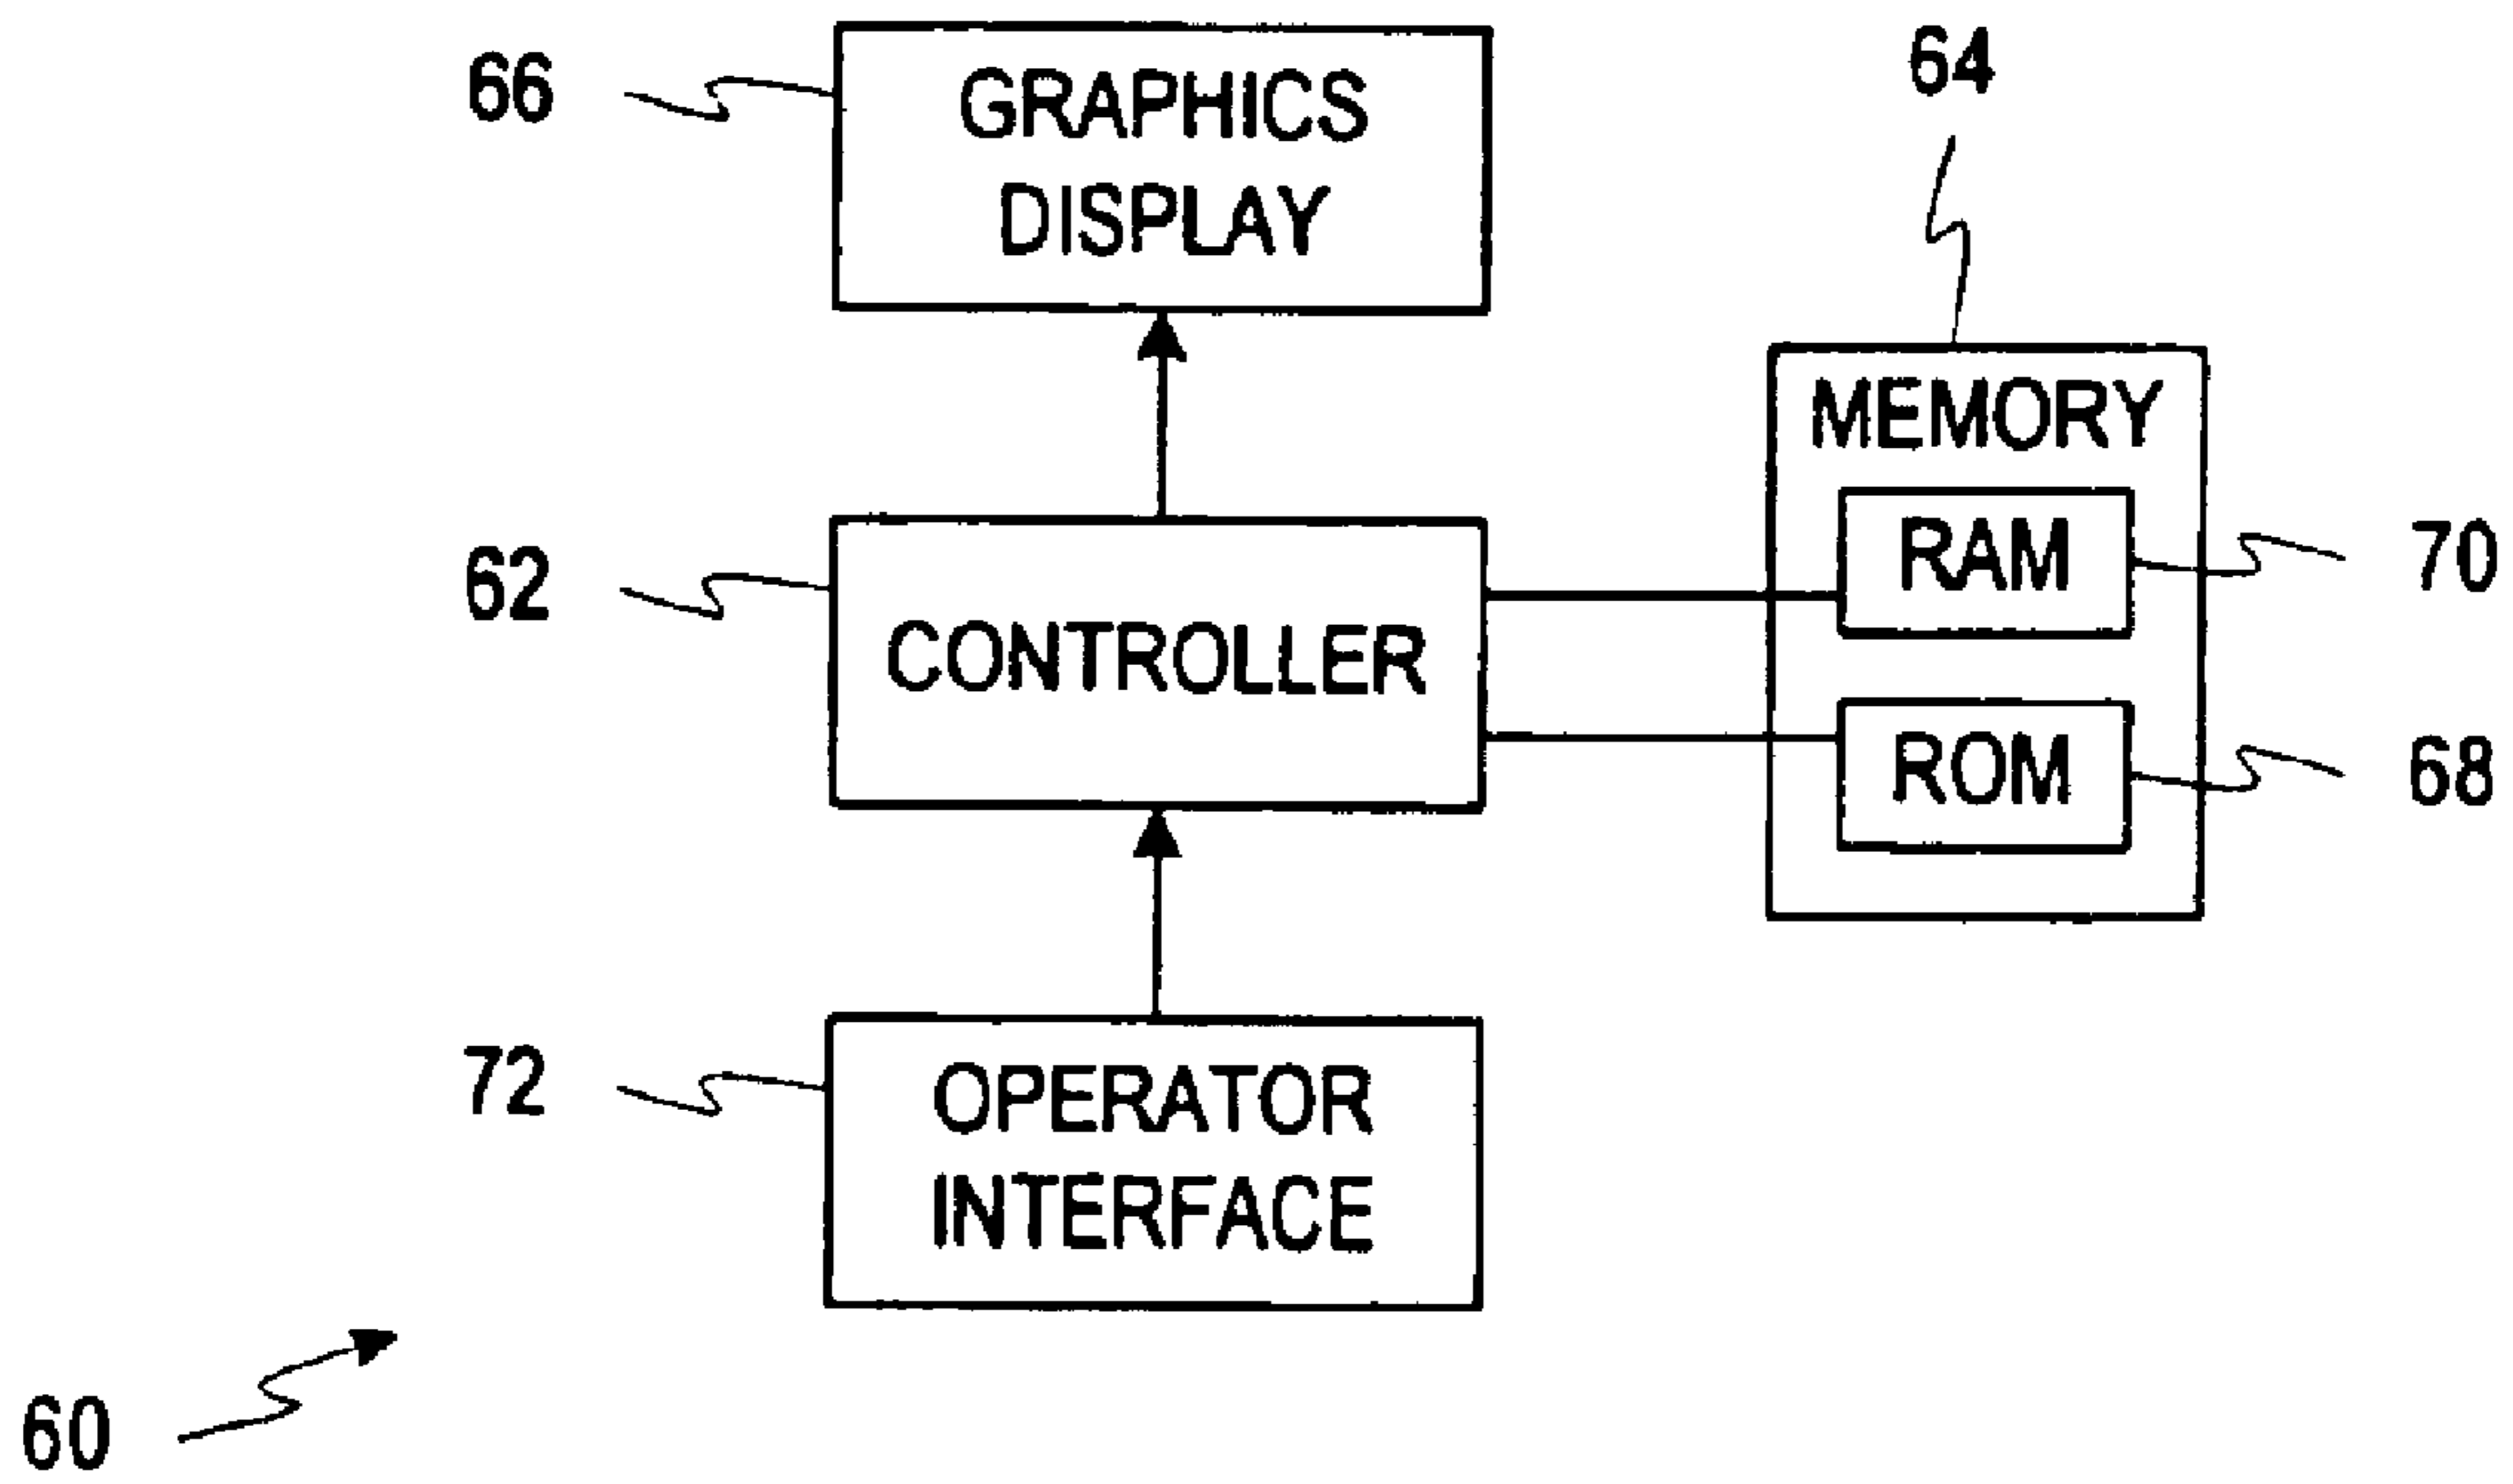 66
GRAPHICS
DISPLAY
64
MEMORY
RAM
70
62
CONTROLLER
ROM
68
72
OPERATOR
INTERFACE
60